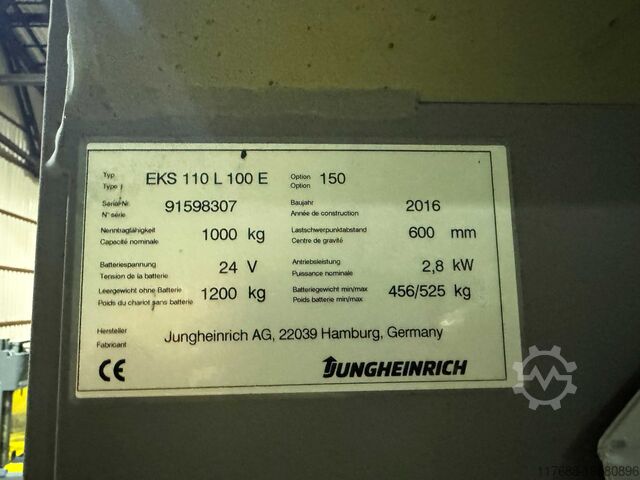 Typ Type EKS 110 L 100 E Option Option 150
Serial-Nr. N° série 91598307 Baujahr Année de construction 2016
Nenntragfähigkeit Capacité nominale 1000 kg Lastschwerpunktabstand Centre de gravité 600 mm
Batteriespannung Tension de la batterie 24 V Antriebsleistung Puissance nominale 2,8 kW
Leergewicht ohne Batterie Poids du chariot sans batterie 1200 kg Batteriegewicht min/max Poids batterie min/max 456/525 kg
Hersteller Fabricant Jungheinrich AG, 22039 Hamburg, Germany
CE JUNGHEINRICH